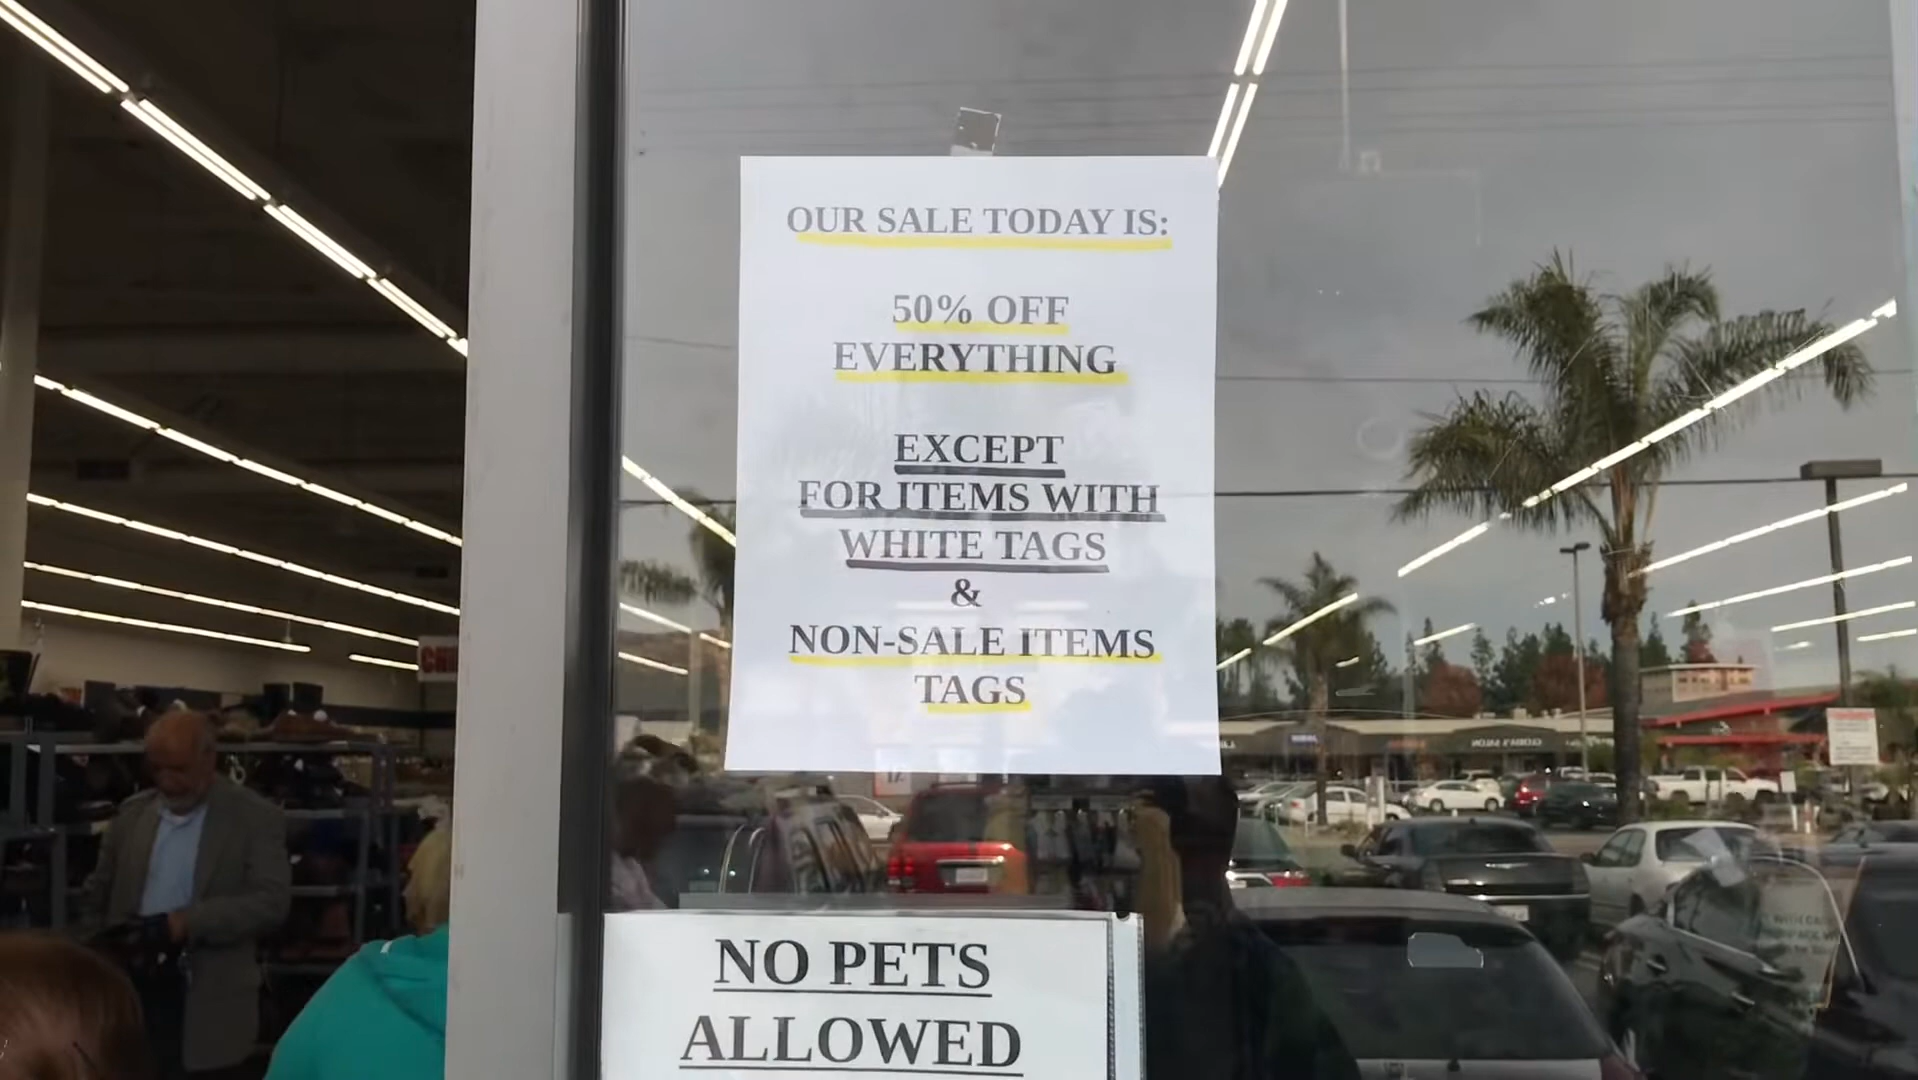 OUR SALE TODAY IS:
50% OFF
EVERYTHING
EXCEPT
FOR ITEMS WITH
WHITE TAGS
&
NON-SALE ITEMS
TAGS
NO PETS
ALLOWED